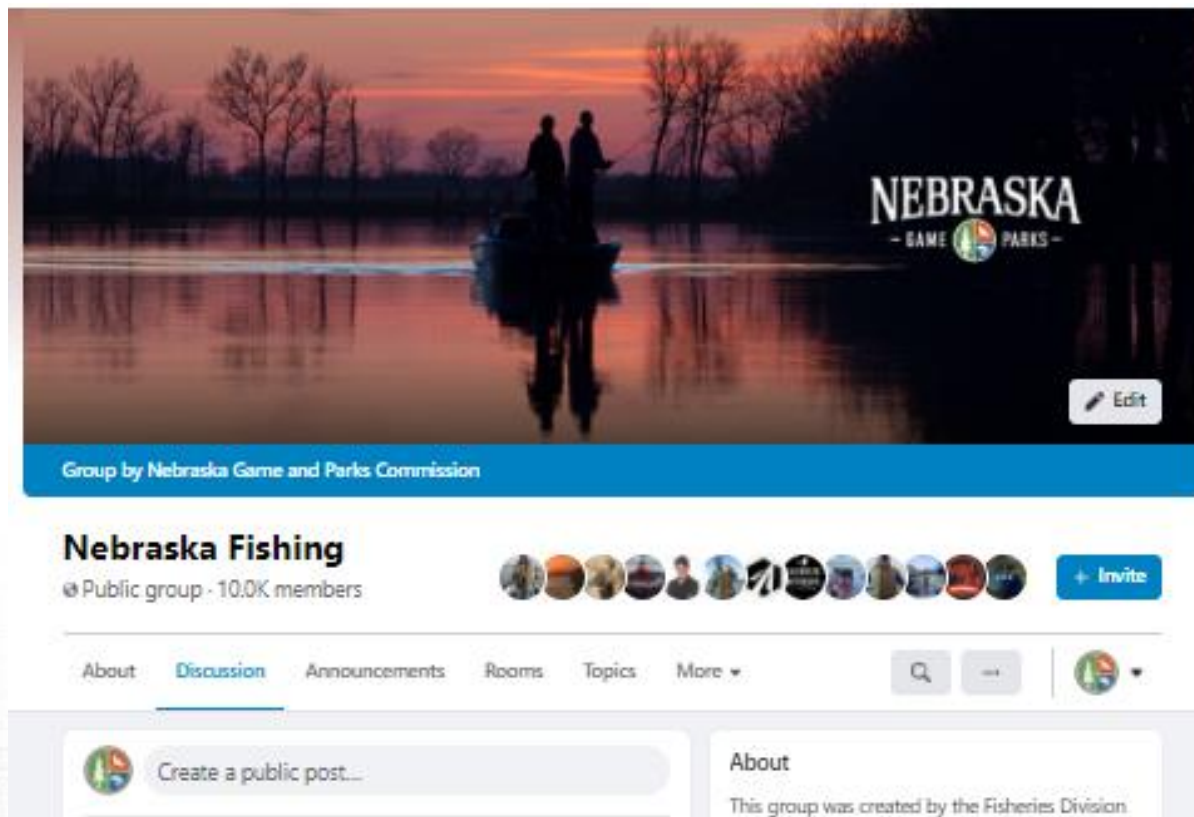 NEBRASKA
- GAME PARKS -
Edit
Group by Nebraska Game and Parks Commission
Nebraska Fishing
Public group · 10.0K members
+ Invite
About Discussion Announcements Rooms Topics More
Create a public post...
About
This group was created by the Fisheries Division